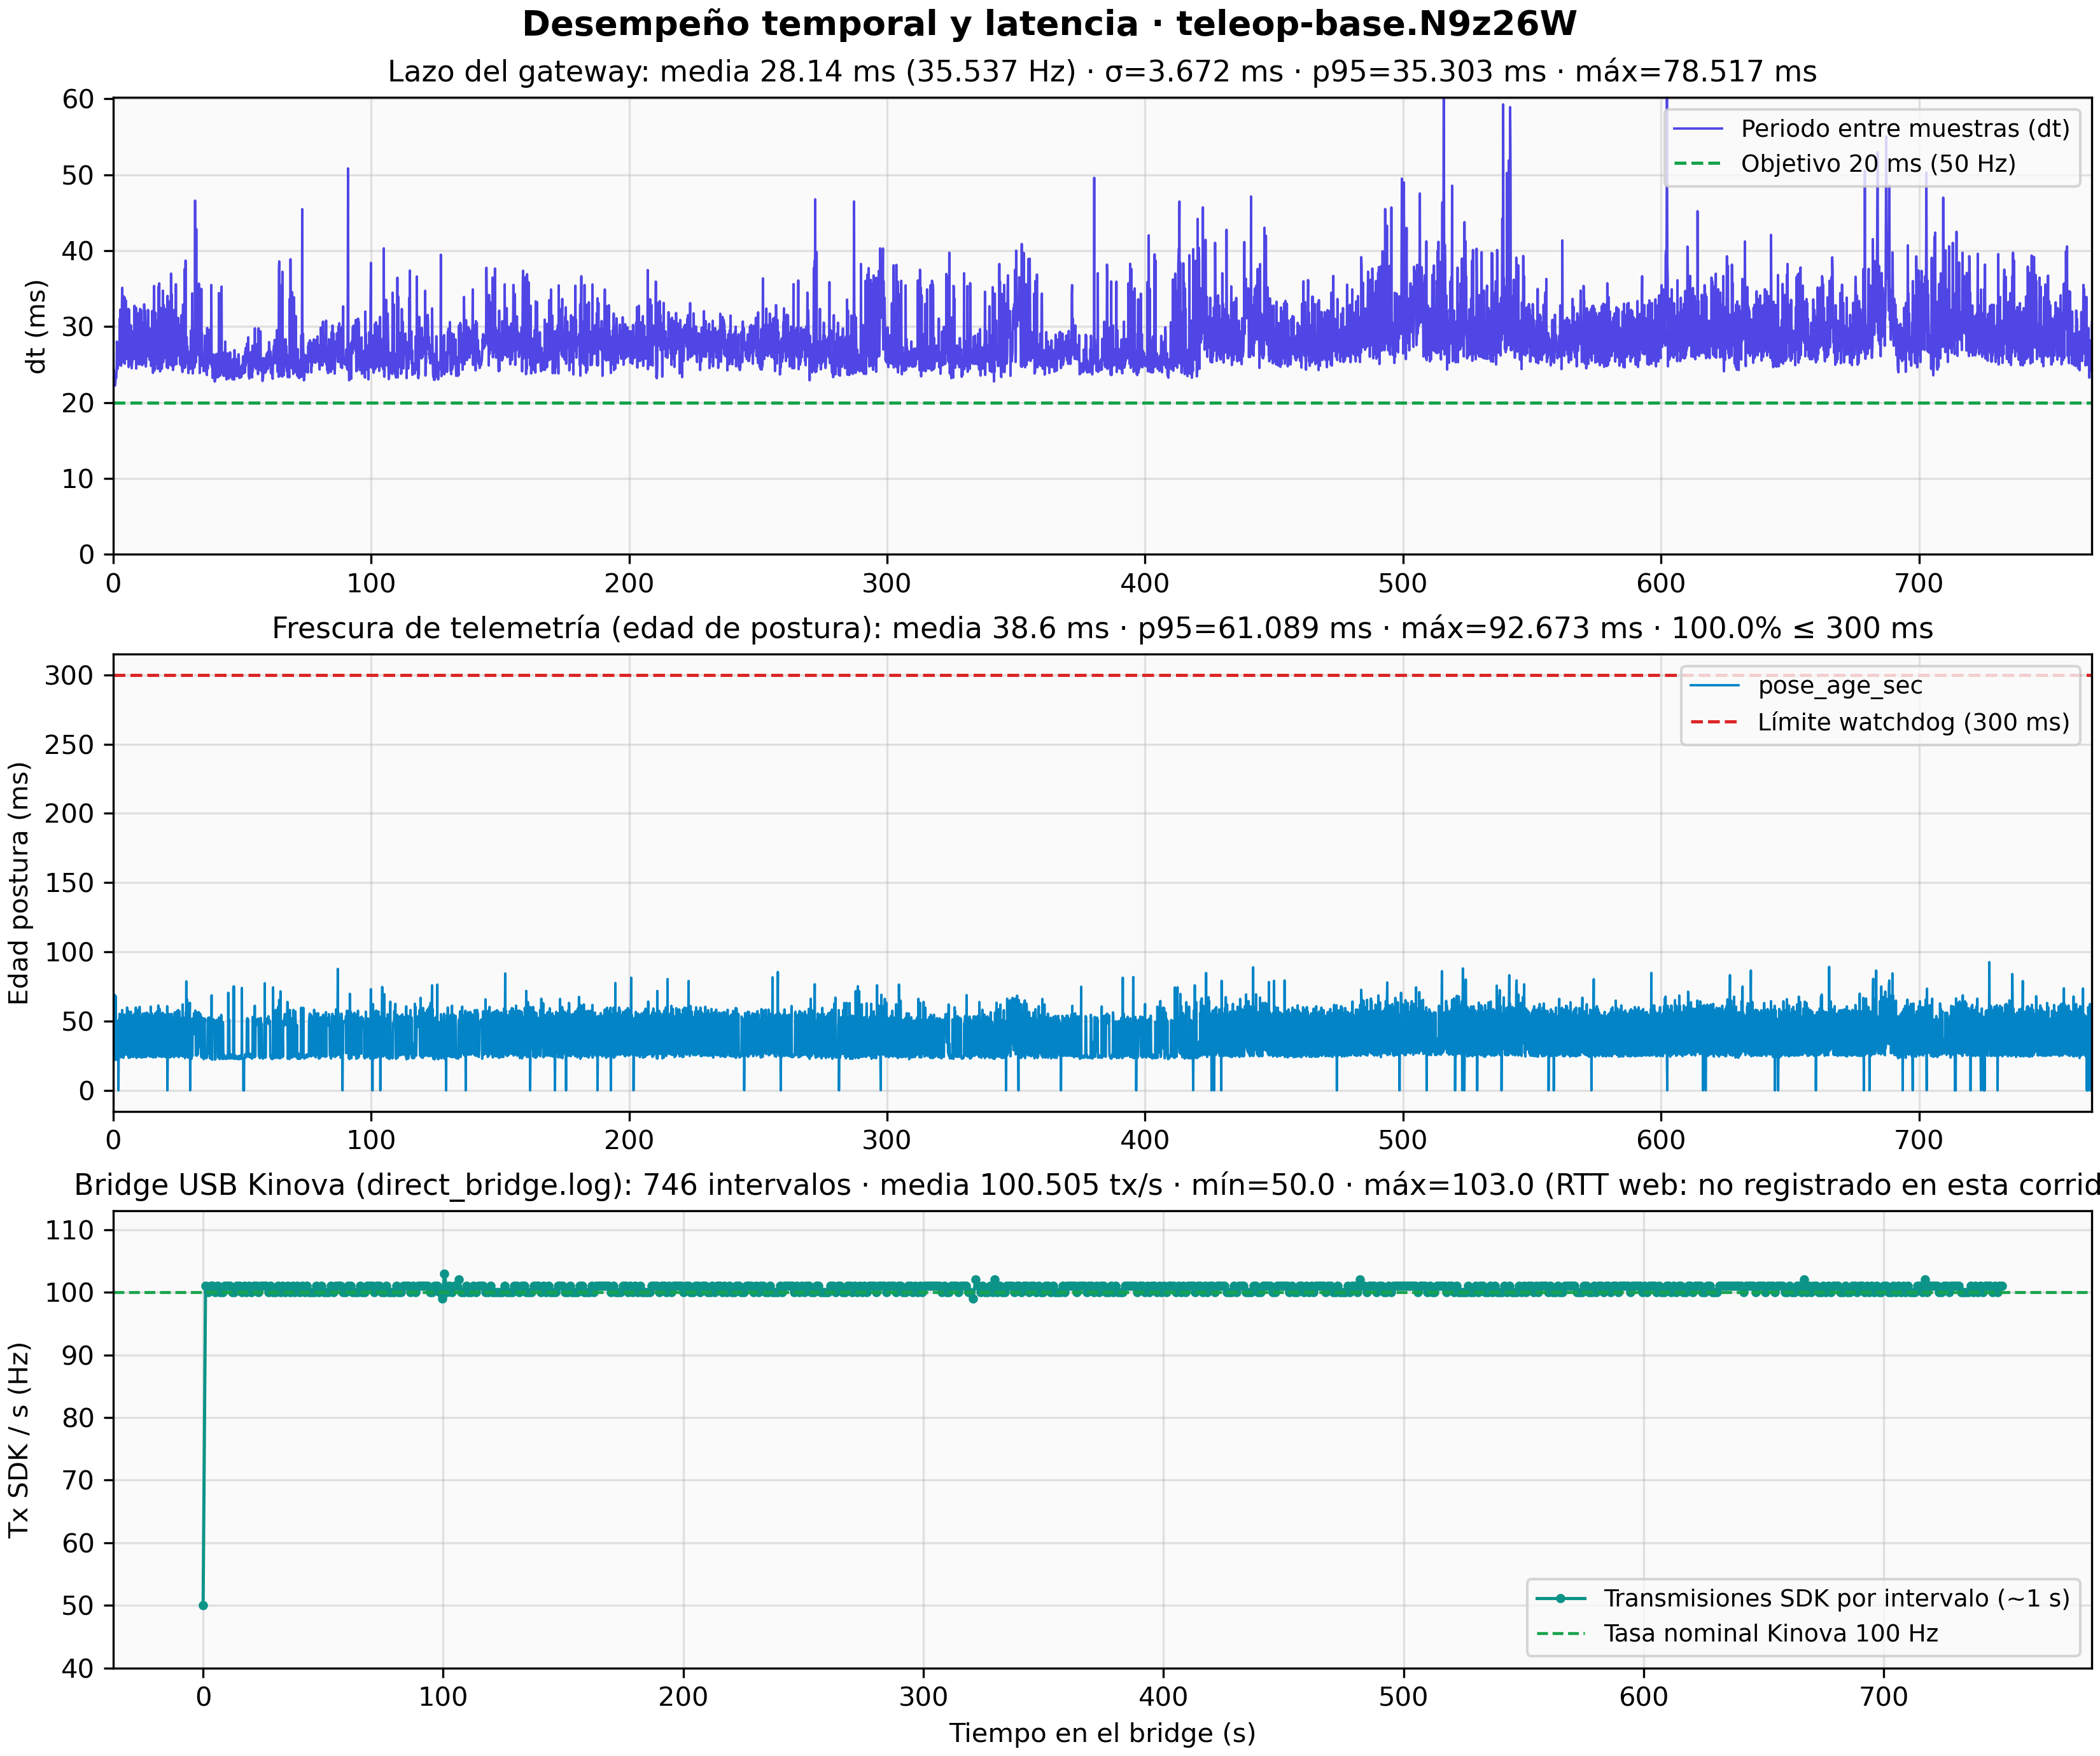 Desempeño temporal y latencia · teleop-base.N9z26W
Lazo del gateway: media 28.14 ms (35.537 Hz) · σ=3.672 ms · p95=35.303 ms · máx=78.517 ms
dt (ms)
60
50
40
30
20
10
0
Periodo entre muestras (dt)
Objetivo 20 ms (50 Hz)
0 100 200 300 400 500 600 700
Frescura de telemetría (edad de postura): media 38.6 ms · p95=61.089 ms · máx=92.673 ms · 100.0% ≤ 300 ms
Edad postura (ms)
300
250
200
150
100
50
0
pose_age_sec
Límite watchdog (300 ms)
0 100 200 300 400 500 600 700
Bridge USB Kinova (direct_bridge.log): 746 intervalos · media 100.505 tx/s · mín=50.0 · máx=103.0 (RTT web: no registrado en esta corrid
Tx SDK / s (Hz)
110
100
90
80
70
60
50
40
Transmisiones SDK por intervalo (~1 s)
Tasa nominal Kinova 100 Hz
0 100 200 300 400 500 600 700
Tiempo en el bridge (s)